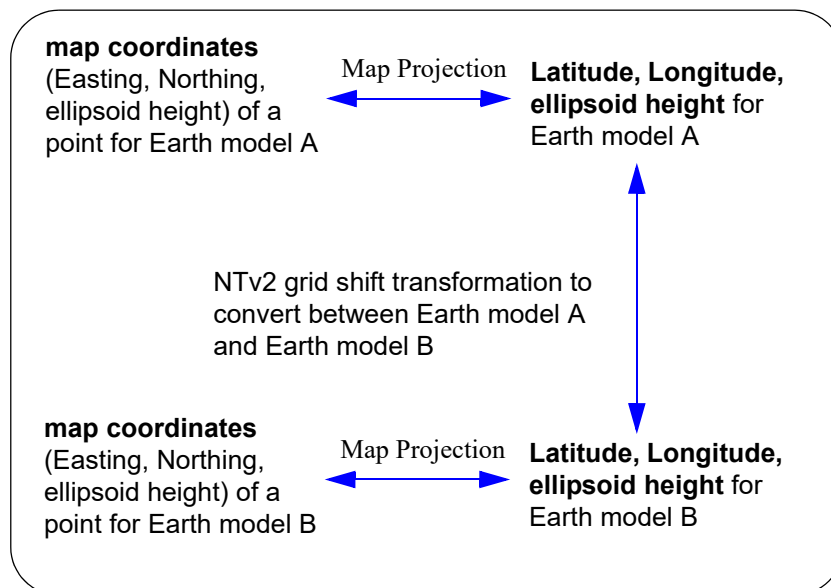 map coordinates
(Easting, Northing,
ellipsoid height) of a
point for Earth model A
Map Projection
Latitude, Longitude,
ellipsoid height for
Earth model A
NTv2 grid shift transformation to
convert between Earth model A
and Earth model B
map coordinates
(Easting, Northing,
ellipsoid height) of a
point for Earth model B
Map Projection
Latitude, Longitude,
ellipsoid height for
Earth model B